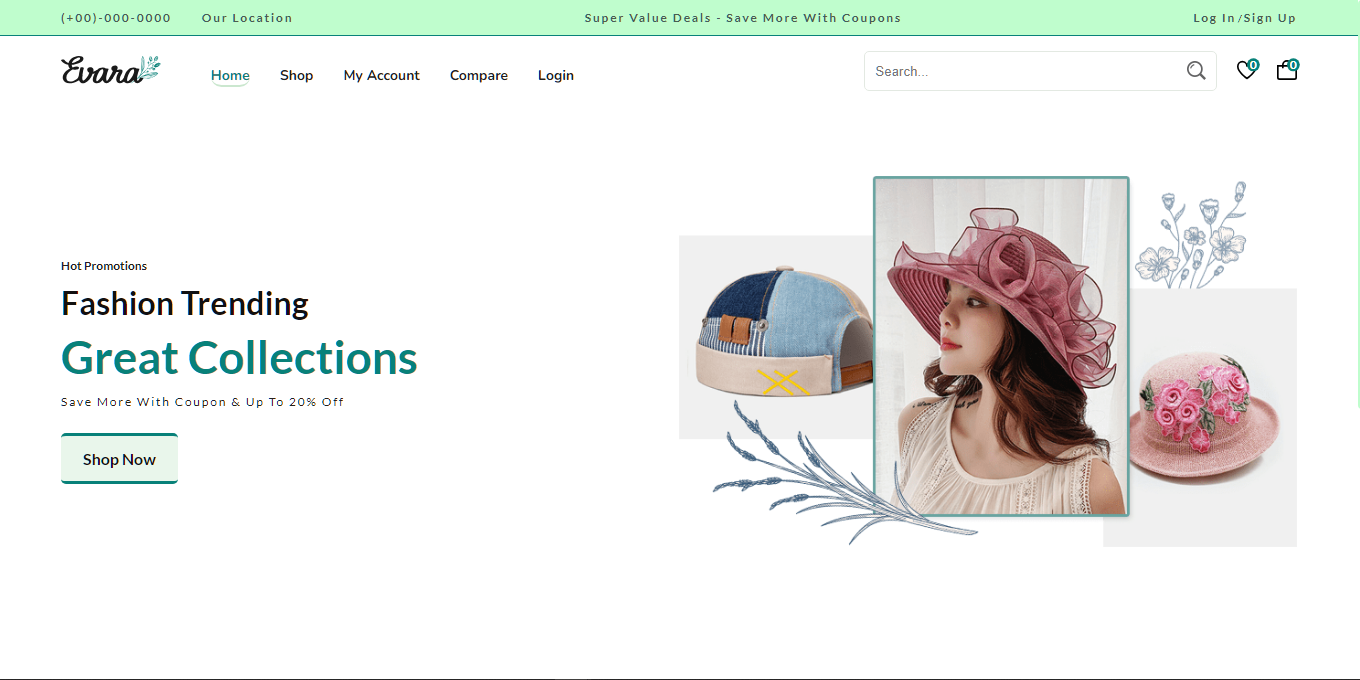 (+00)-000-0000 Our Location Super Value Deals - Save More With Coupons Log In /Sign Up
Evara Home Shop My Account Compare Login Search... 0 0
Hot Promotions
Fashion Trending
Great Collections
Save More With Coupon & Up To 20% Off
Shop Now